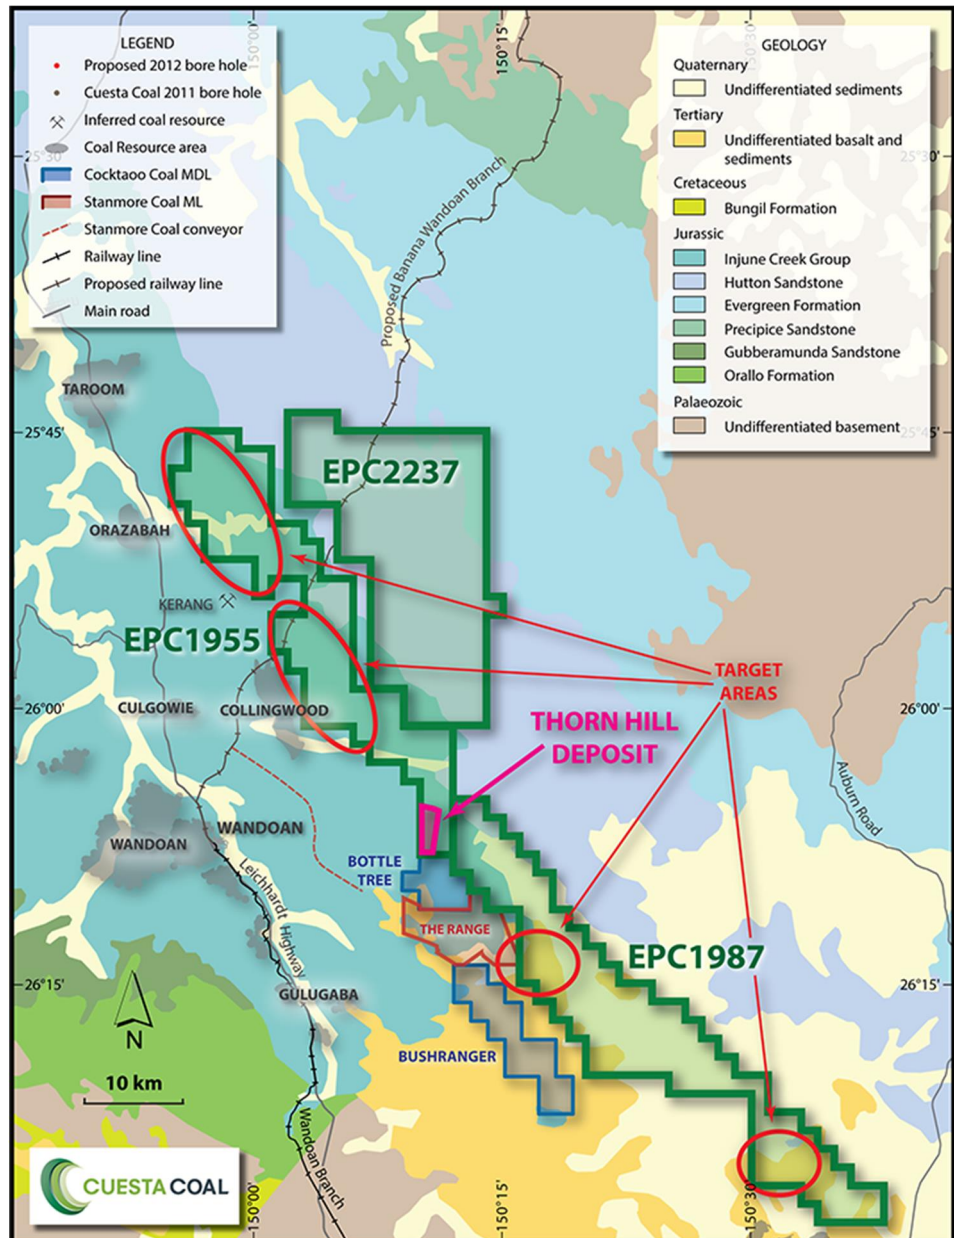 LEGEND
Proposed 2012 bore hole
Cuesta Coal 2011 bore hole
Inferred coal resource
Coal Resource area
Cocktaoo Coal MDL
Stanmore Coal ML
Stanmore Coal conveyor
Railway line
Proposed railway line
Main road
GEOLOGY
Quaternary
Undifferentiated sediments
Tertiary
Undifferentiated basalt and
sediments
Cretaceous
Bungil Formation
Jurassic
Injune Creek Group
Hutton Sandstone
Evergreen Formation
Precipice Sandstone
Gubberamunda Sandstone
Orallo Formation
Palaeozoic
Undifferentiated basement
150°00'
150°15'
150°30'
25°30'
25°30'
Proposed Banana Wandoan Branch
TAROOM
25°45'
25°45'
EPC2237
ORAZABAH
KERANG
EPC1955
TARGET
AREAS
CULGOWIE
COLLINGWOOD
26°00'
26°00'
THORN HILL
DEPOSIT
Auburn Road
WANDOAN
WANDOAN
BOTTLE
TREE
Leichhardt Highway
THE RANGE
EPC1987
26°15'
26°15'
GULUGABA
N
BUSHRANGER
10 km
Wandoan Branch
CUESTA COAL
150°00'
150°15'
150°30'